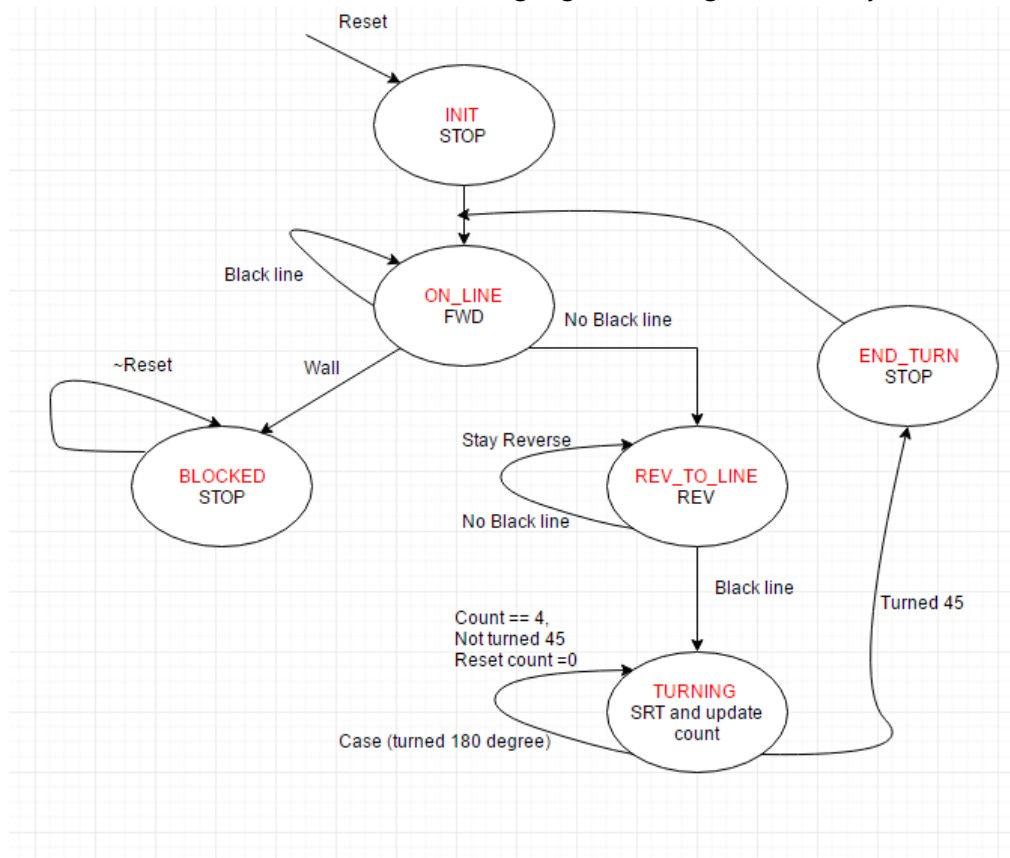 Reset
INIT
STOP
Black line
ON_LINE
FWD
No Black line
~Reset
Wall
END_TURN
STOP
BLOCKED
STOP
Stay Reverse
No Black line
REV_TO_LINE
REV
Black line
Turned 45
Count == 4,
Not turned 45
Reset count =0
TURNING
SRT and update
count
Case (turned 180 degree)